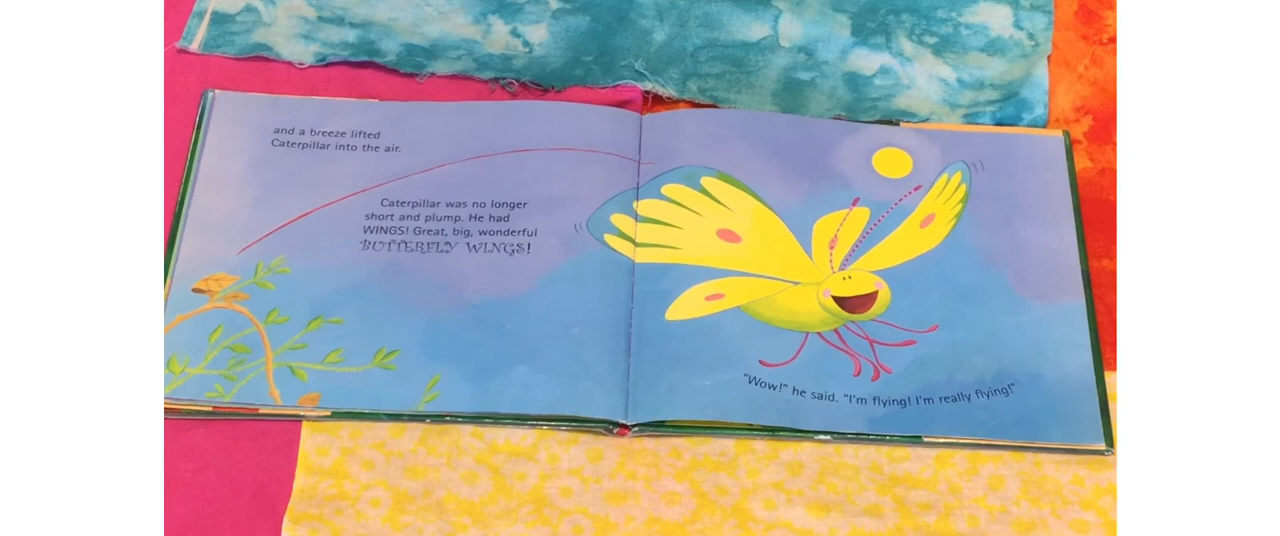 and a breeze lifted
Caterpillar into the air.
Caterpillar was no longer
short and plump. He had
WINGS! Great, big, wonderful
BUTTERFLY WINGS!
"Wow!" he said. "I'm flying! I'm really flying!"